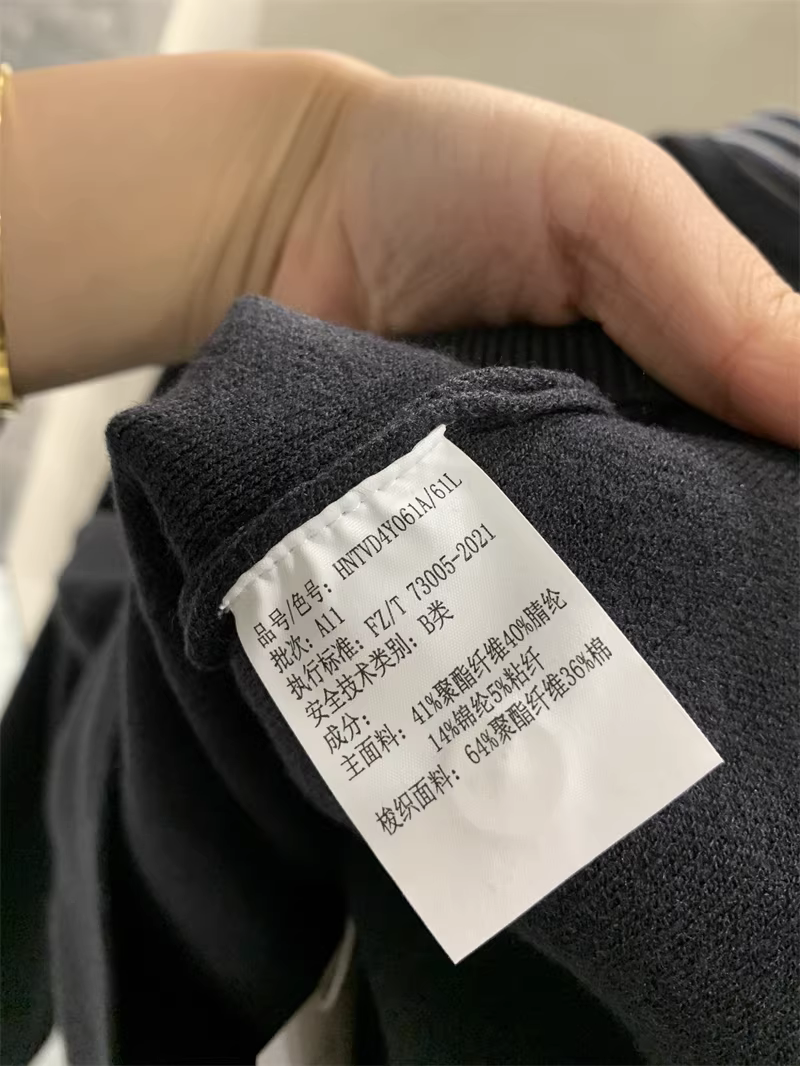 品号/色号：HNTVD4Y061A/61L
批次：A11
执行标准：FZ/T 73005-2021
安全技术类别：B类
成分：
主面料：41%聚酯纤维40%腈纶
14%锦纶5%粘纤
梭织面料：64%聚酯纤维36%棉